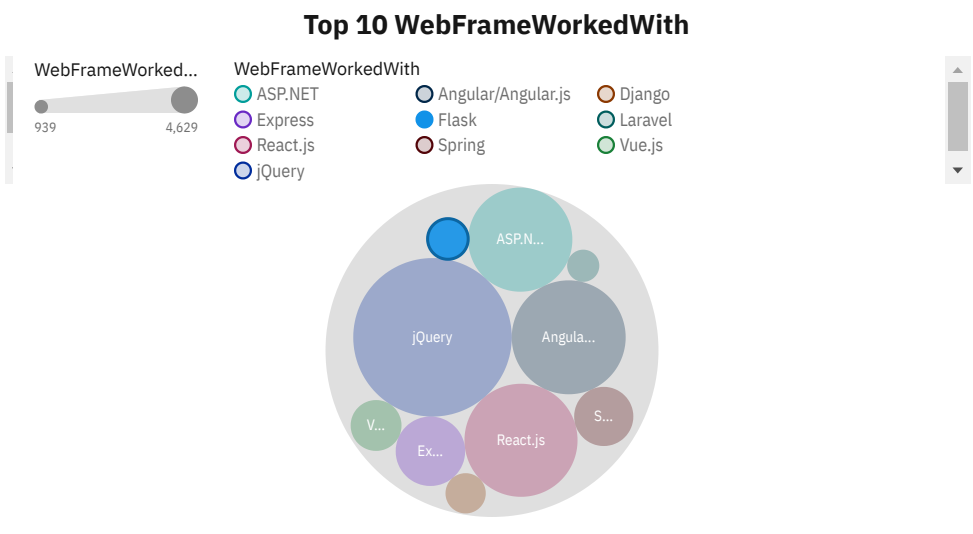 Top 10 WebFrameWorkedWith
WebFrameWorked...
939
4,629
WebFrameWorkedWith
ASP.NET
Angular/Angular.js
Django
Express
Flask
Laravel
React.js
Spring
Vue.js
jQuery
ASP.N...
jQuery
Angula...
V...
Ex...
React.js
S...